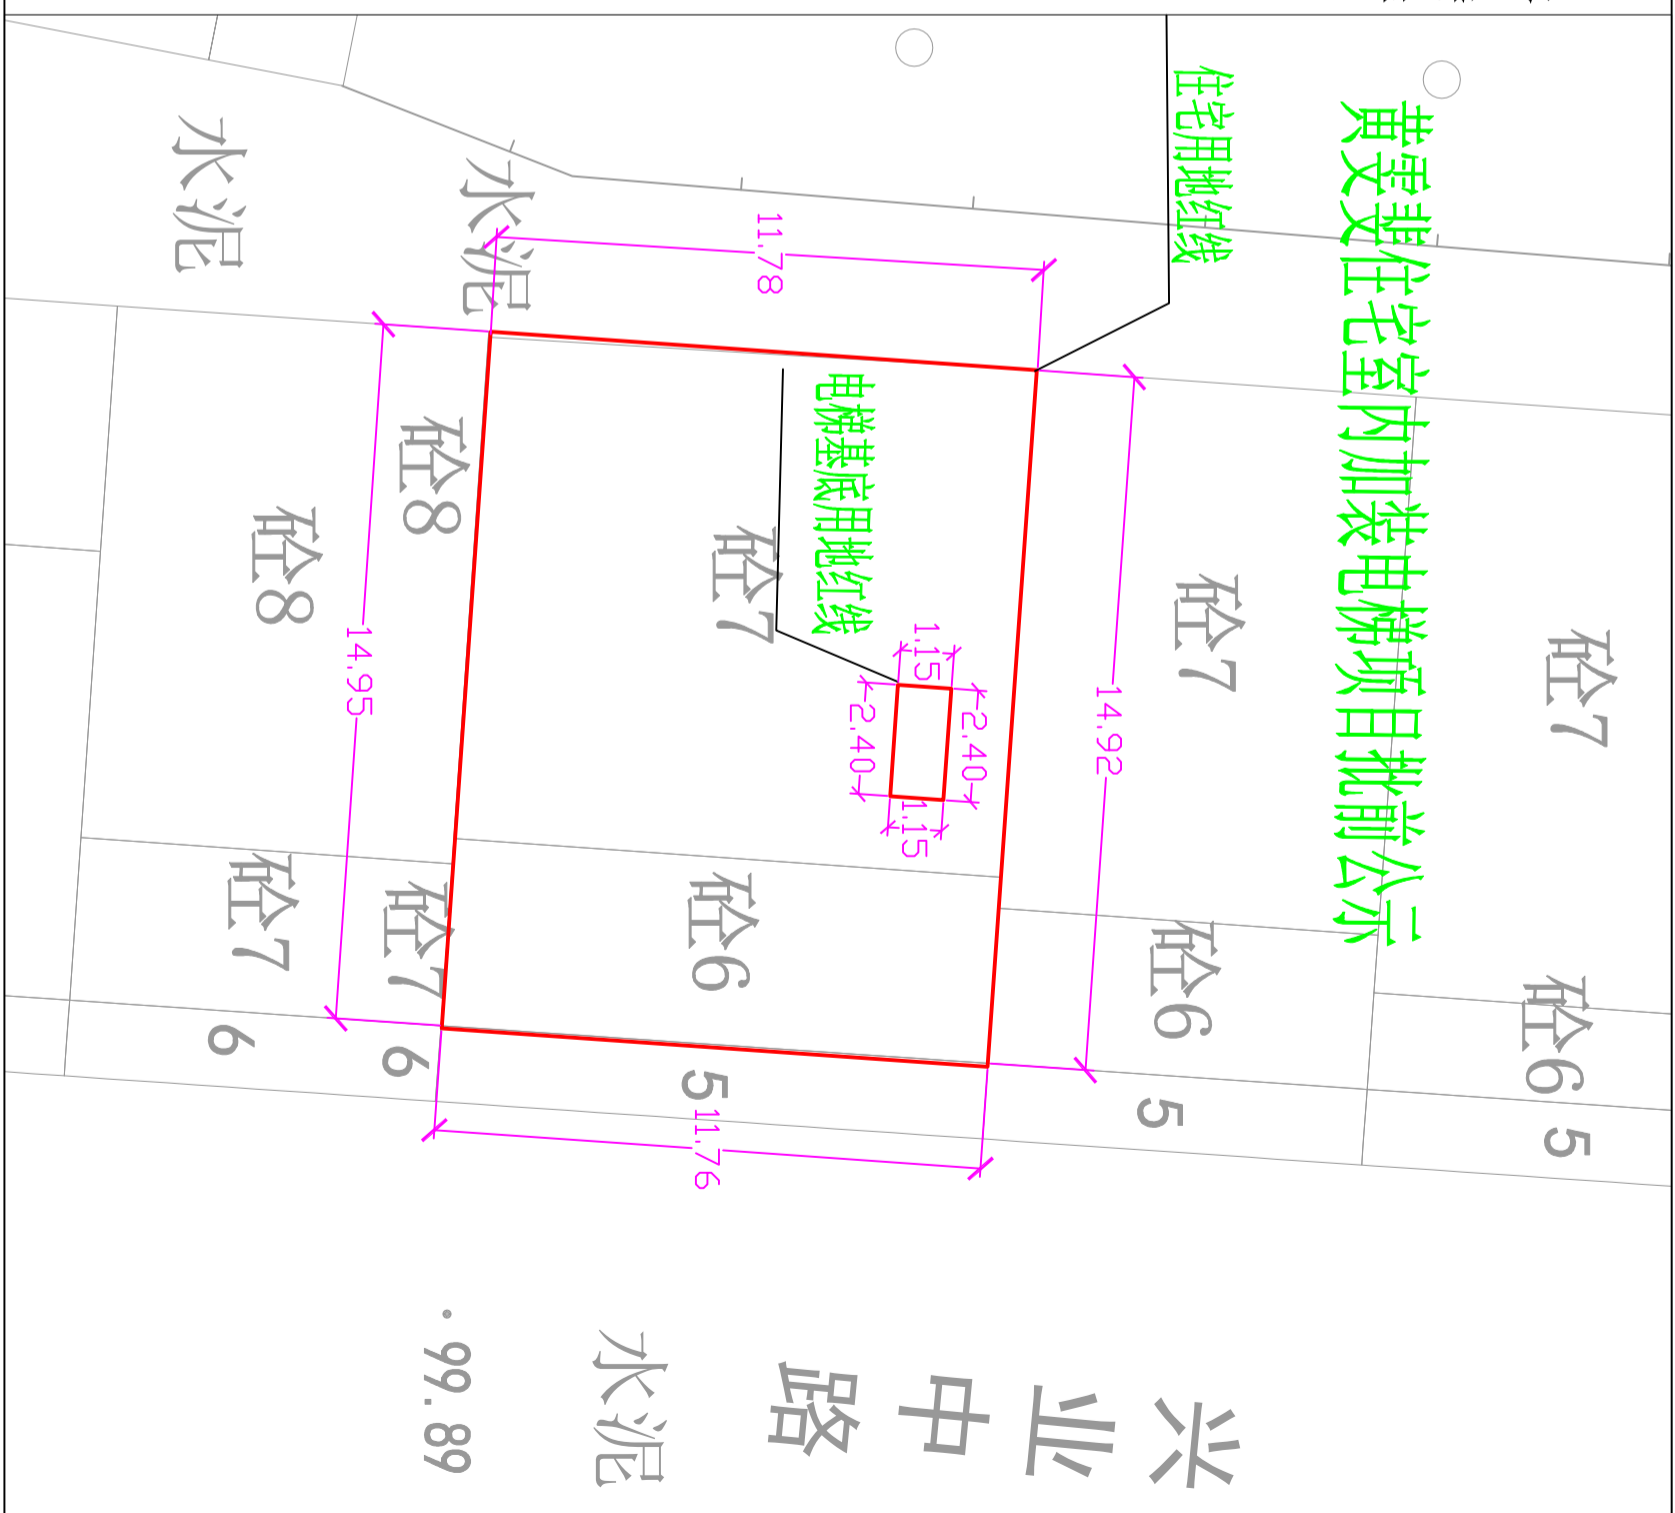 黄雯斐住宅室内加装电梯项目批前公示
住宅用地红线
砼7
砼6
5
砼7
砼6
5
14.92
电梯基底用地红线
1.15
2.40
2.40
1.15
11.78
砼7
砼6
5
11.76
水泥
砼8
砼7
6
14.95
水泥
砼8
砼7
6
兴业中路
水泥
.99.89